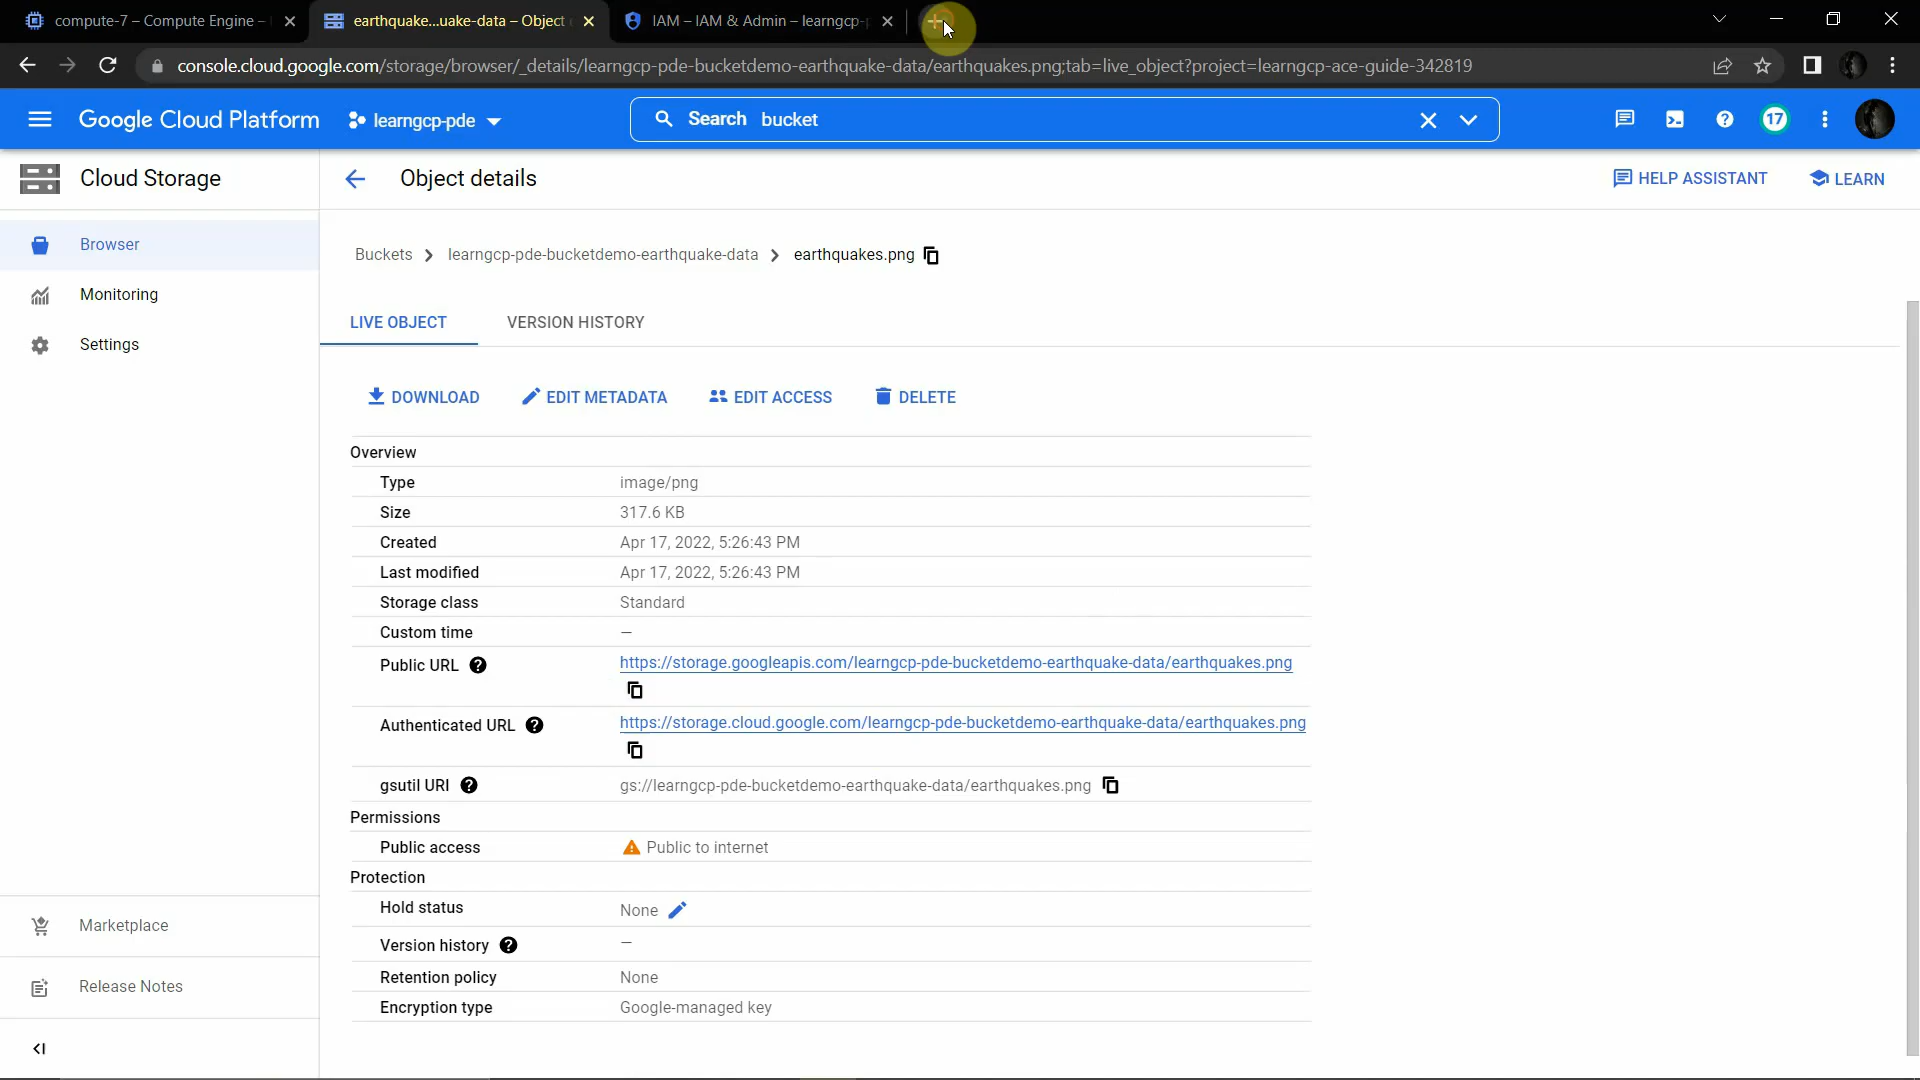 compute-7 – Compute Engine –
earthquake...uake-data – Object
IAM – IAM & Admin – learngcp-p
console.cloud.google.com/storage/browser/_details/learngcp-pde-bucketdemo-earthquake-data/earthquakes.png;tab=live_object?project=learngcp-ace-guide-342819
Google Cloud Platform
learngcp-pde
Search bucket
17
Cloud Storage
Object details
HELP ASSISTANT
LEARN
Browser
Monitoring
Settings
Marketplace
Release Notes
Buckets > learngcp-pde-bucketdemo-earthquake-data > earthquakes.png
LIVE OBJECT
VERSION HISTORY
DOWNLOAD
EDIT METADATA
EDIT ACCESS
DELETE
Overview
Type image/png
Size 317.6 KB
Created Apr 17, 2022, 5:26:43 PM
Last modified Apr 17, 2022, 5:26:43 PM
Storage class Standard
Custom time —
Public URL https://storage.googleapis.com/learngcp-pde-bucketdemo-earthquake-data/earthquakes.png
Authenticated URL https://storage.cloud.google.com/learngcp-pde-bucketdemo-earthquake-data/earthquakes.png
gsutil URI gs://learngcp-pde-bucketdemo-earthquake-data/earthquakes.png
Permissions
Public access Public to internet
Protection
Hold status None
Version history —
Retention policy None
Encryption type Google-managed key